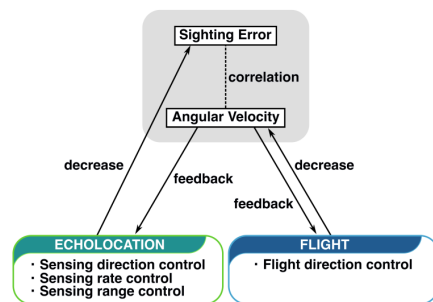 Sighting Error
correlation
Angular Velocity
decrease
feedback
decrease
feedback
ECHOLOCATION
· Sensing direction control
· Sensing rate control
· Sensing range control
FLIGHT
· Flight direction control